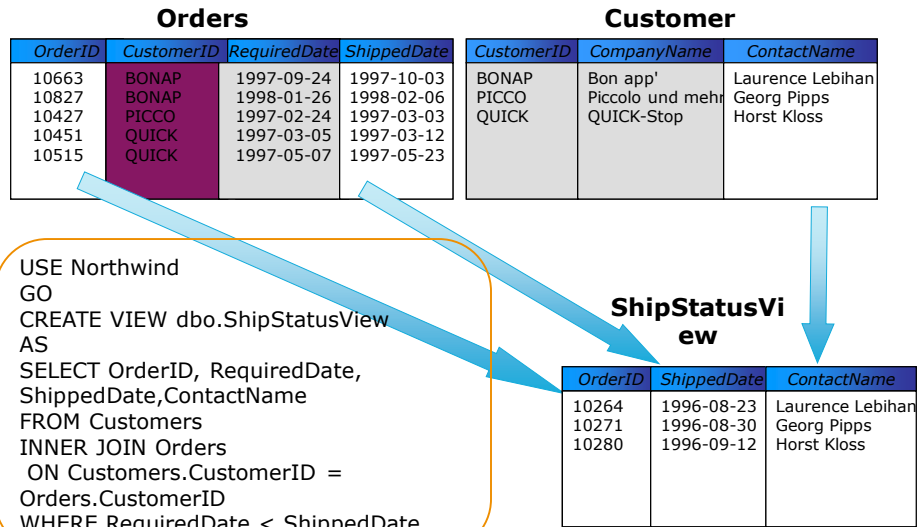 Orders
Customer
OrderID CustomerID RequiredDate ShippedDate
10663 BONAP 1997-09-24 1997-10-03
10827 BONAP 1998-01-26 1998-02-06
10427 PICCO 1997-02-24 1997-03-03
10451 QUICK 1997-03-05 1997-03-12
10515 QUICK 1997-05-07 1997-05-23
CustomerID CompanyName ContactName
BONAP Bon app' Laurence Lebihan
PICCO Piccolo und mehr Georg Pipps
QUICK QUICK-Stop Horst Kloss
USE Northwind
GO
CREATE VIEW dbo.ShipStatusView
AS
SELECT OrderID, RequiredDate,
ShippedDate,ContactName
FROM Customers
INNER JOIN Orders
ON Customers.CustomerID =
Orders.CustomerID
WHERE RequiredDate < ShippedDate
ShipStatusVi
ew
OrderID ShippedDate ContactName
10264 1996-08-23 Laurence Lebihan
10271 1996-08-30 Georg Pipps
10280 1996-09-12 Horst Kloss